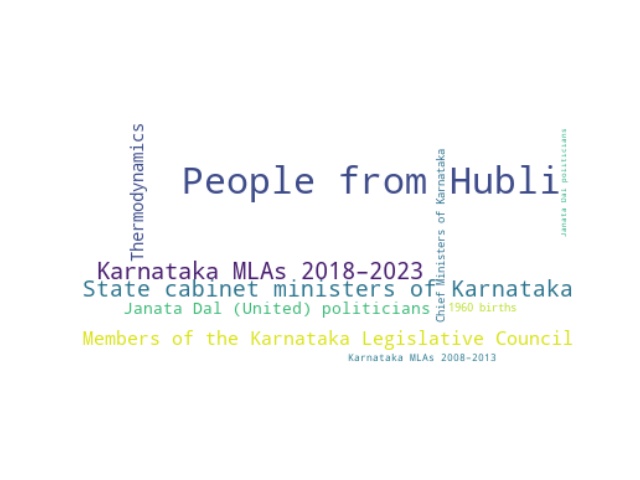 Thermodynamics
People from Hubli
Janata Dal politicians
Chief Ministers of Karnataka
Karnataka MLAs 2018–2023
State cabinet ministers of Karnataka
Janata Dal (United) politicians
1960 births
Members of the Karnataka Legislative Council
Karnataka MLAs 2008–2013